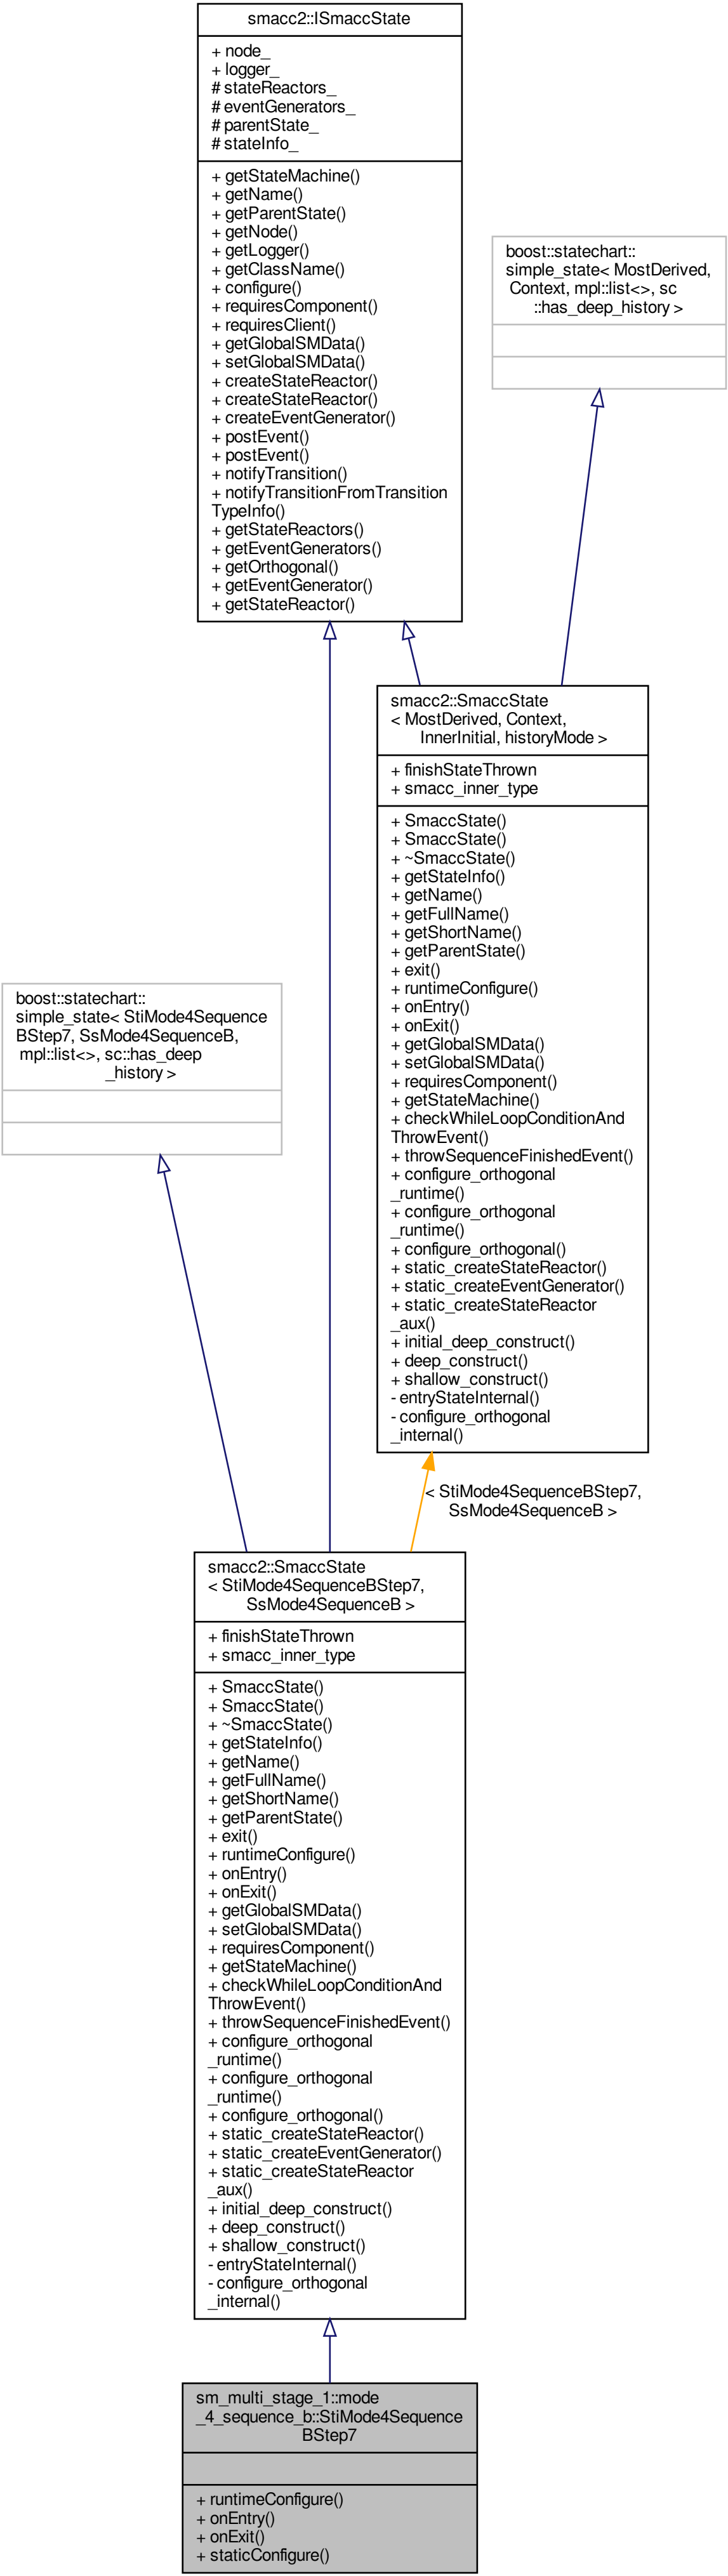 smacc2::ISmaccState
+ node_
+ logger_
# stateReactors_
# eventGenerators_
# parentState_
# stateInfo_
+ getStateMachine()
+ getName()
+ getParentState()
+ getNode()
+ getLogger()
+ getClassName()
+ configure()
+ requiresComponent()
+ requiresClient()
+ getGlobalSMData()
+ setGlobalSMData()
+ createStateReactor()
+ createStateReactor()
+ createEventGenerator()
+ postEvent()
+ postEvent()
+ notifyTransition()
+ notifyTransitionFromTransition
TypeInfo()
+ getStateReactors()
+ getEventGenerators()
+ getOrthogonal()
+ getEventGenerator()
+ getStateReactor()
boost::statechart::
simple_state< MostDerived,
Context, mpl::list<>, sc
::has_deep_history >
smacc2::SmaccState
< MostDerived, Context,
InnerInitial, historyMode >
+ finishStateThrown
+ smacc_inner_type
+ SmaccState()
+ SmaccState()
+ ~SmaccState()
+ getStateInfo()
+ getName()
+ getFullName()
+ getShortName()
+ getParentState()
+ exit()
+ runtimeConfigure()
+ onEntry()
+ onExit()
+ getGlobalSMData()
+ setGlobalSMData()
+ requiresComponent()
+ getStateMachine()
+ checkWhileLoopConditionAnd
ThrowEvent()
+ throwSequenceFinishedEvent()
+ configure_orthogonal
_runtime()
+ configure_orthogonal
_runtime()
+ configure_orthogonal()
+ static_createStateReactor()
+ static_createEventGenerator()
+ static_createStateReactor
_aux()
+ initial_deep_construct()
+ deep_construct()
+ shallow_construct()
- entryStateInternal()
- configure_orthogonal
_internal()
boost::statechart::
simple_state< StiMode4Sequence
BStep7, SsMode4SequenceB,
mpl::list<>, sc::has_deep
_history >
< StiMode4SequenceBStep7,
SsMode4SequenceB >
smacc2::SmaccState
< StiMode4SequenceBStep7,
SsMode4SequenceB >
+ finishStateThrown
+ smacc_inner_type
+ SmaccState()
+ SmaccState()
+ ~SmaccState()
+ getStateInfo()
+ getName()
+ getFullName()
+ getShortName()
+ getParentState()
+ exit()
+ runtimeConfigure()
+ onEntry()
+ onExit()
+ getGlobalSMData()
+ setGlobalSMData()
+ requiresComponent()
+ getStateMachine()
+ checkWhileLoopConditionAnd
ThrowEvent()
+ throwSequenceFinishedEvent()
+ configure_orthogonal
_runtime()
+ configure_orthogonal
_runtime()
+ configure_orthogonal()
+ static_createStateReactor()
+ static_createEventGenerator()
+ static_createStateReactor
_aux()
+ initial_deep_construct()
+ deep_construct()
+ shallow_construct()
- entryStateInternal()
- configure_orthogonal
_internal()
sm_multi_stage_1::mode
_4_sequence_b::StiMode4Sequence
BStep7
+ runtimeConfigure()
+ onEntry()
+ onExit()
+ staticConfigure()